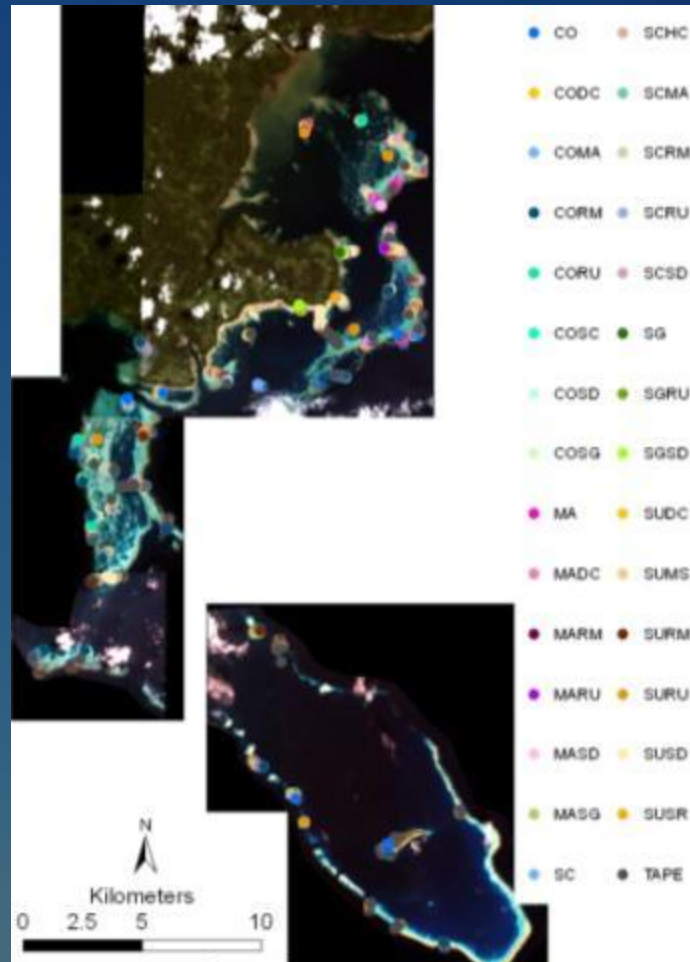 CO SCHC
CODC SCMA
COMA SCRM
CORM SCRU
CORU SCSD
COSC SG
COSD SGRU
COSG SGSD
MA SUDC
MADC SUMS
MARM SURM
MARU SURU
MASD SUSD
MASG SUSR
SC TAPE
N
Kilometers
0 2.5 5 10